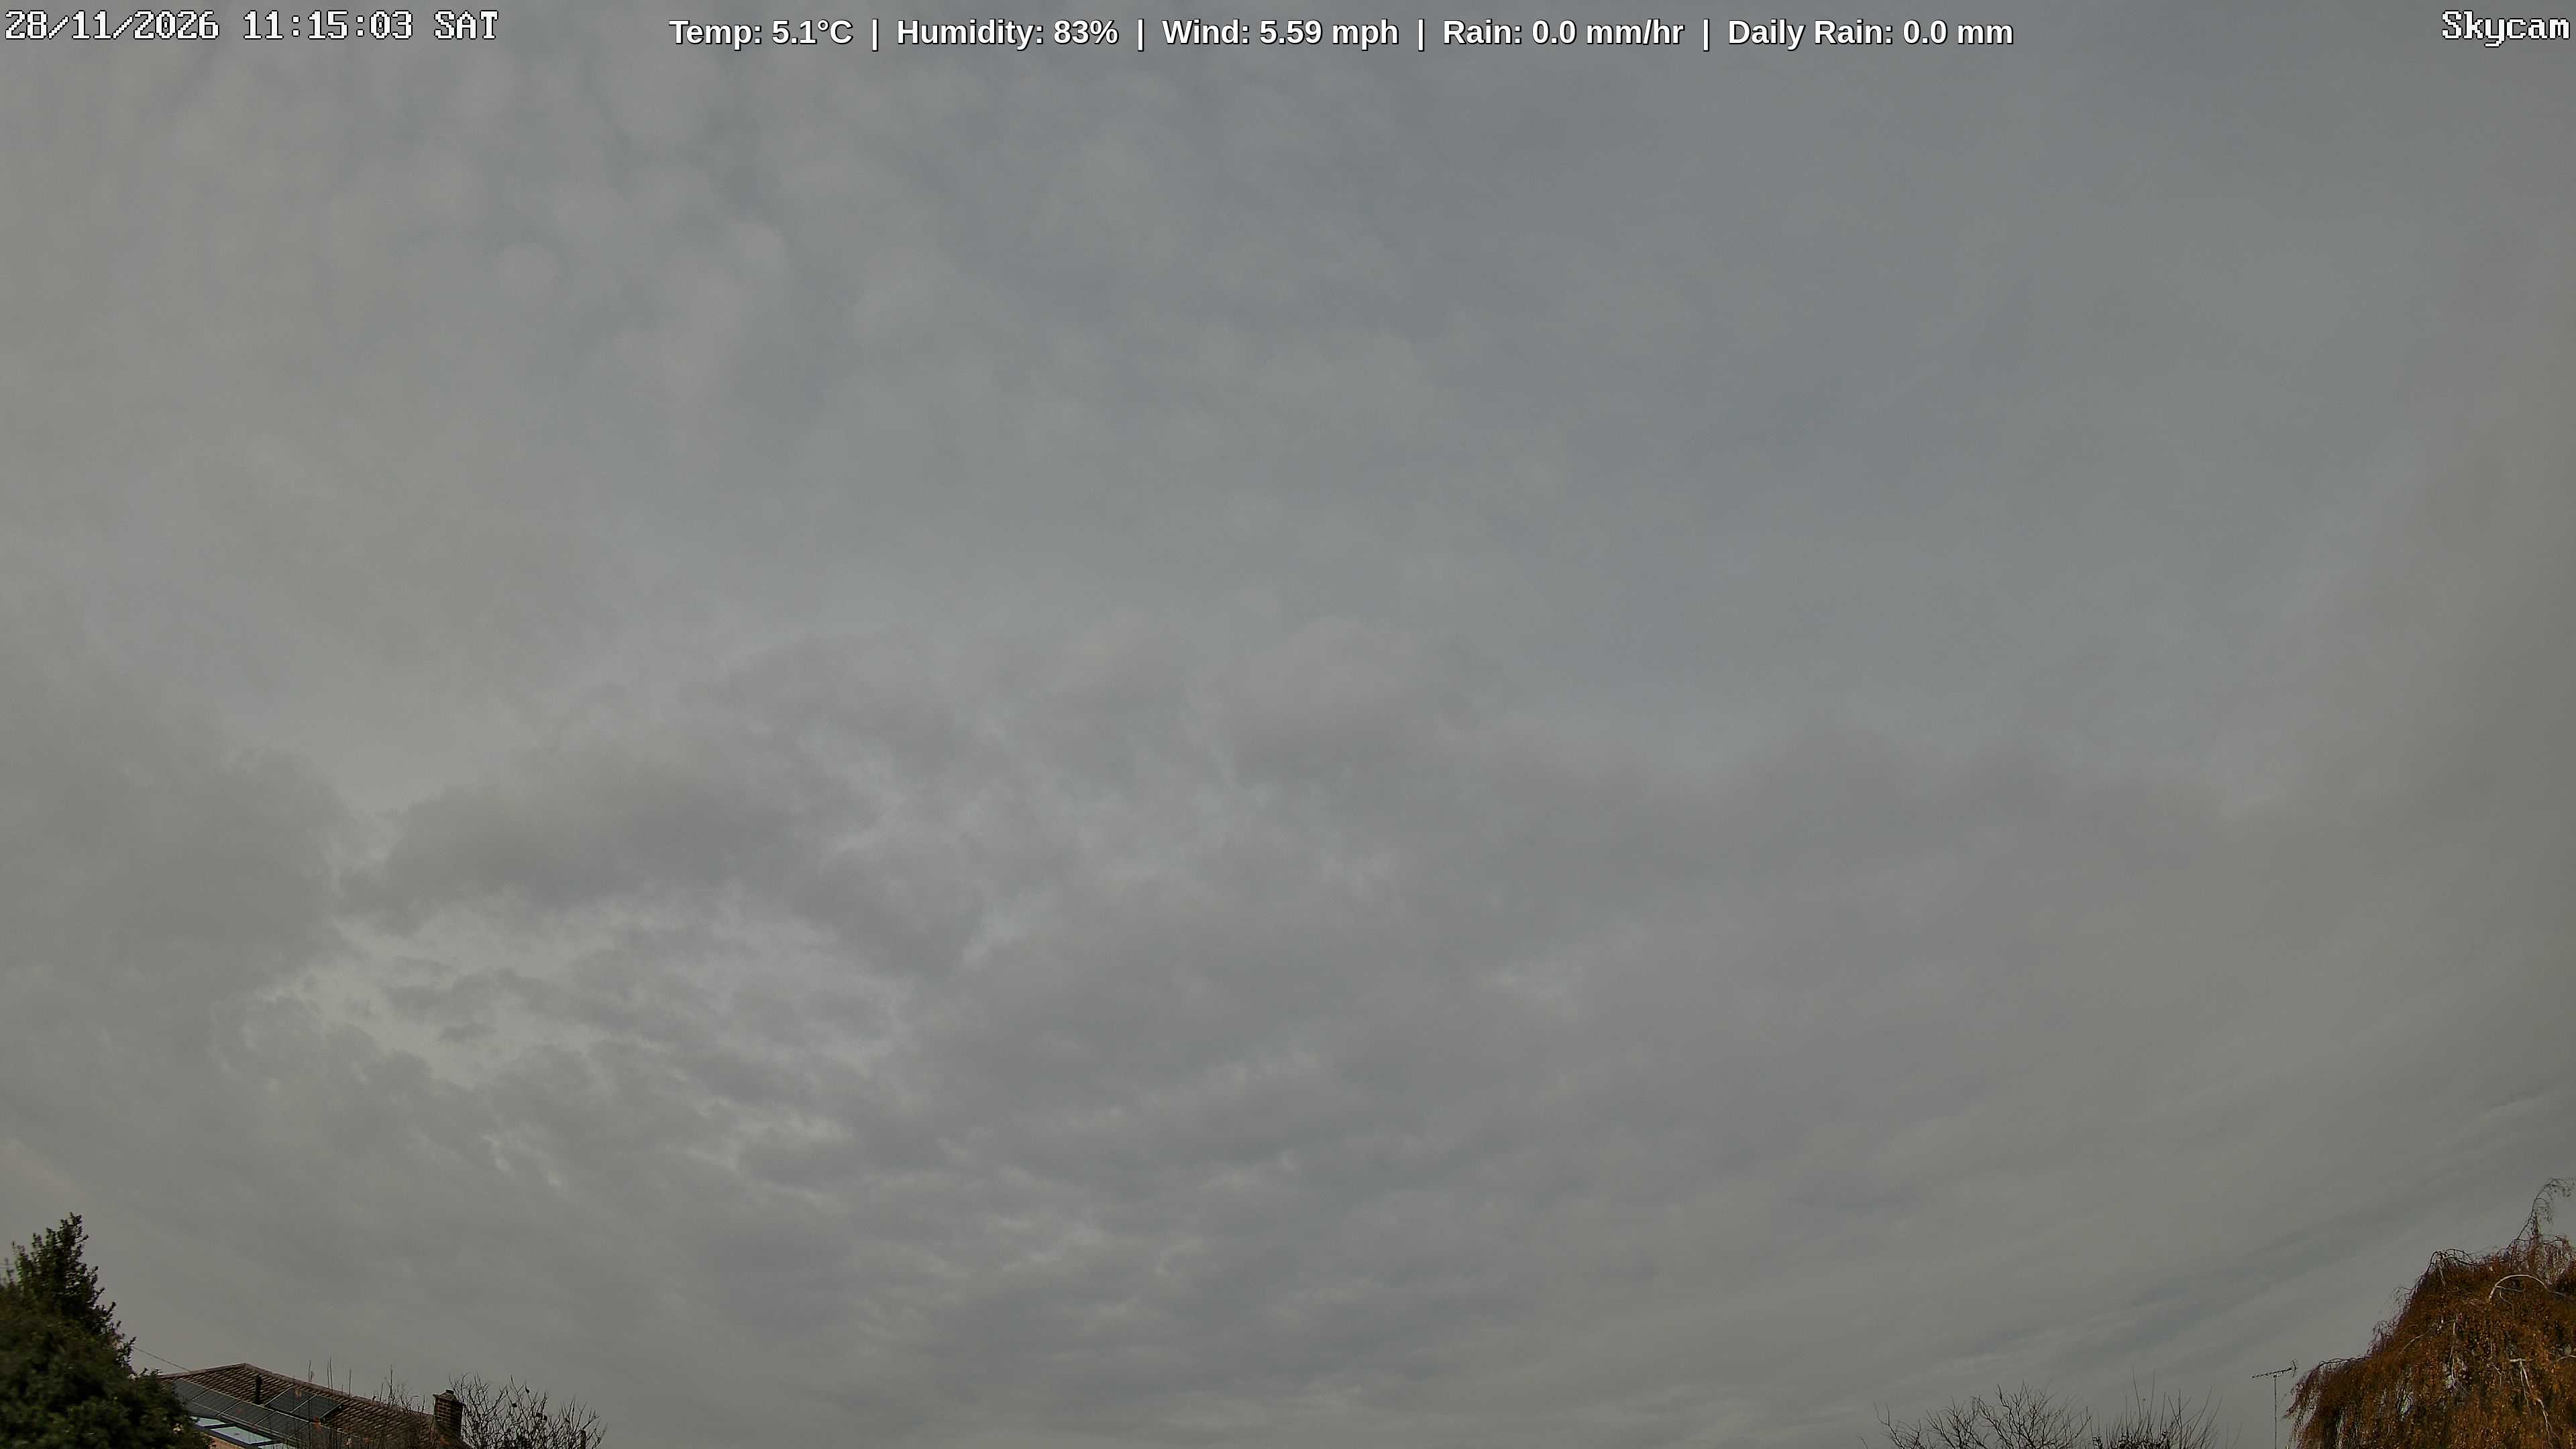 28/11/2026 11:15:03 SAT
Temp: 5.1°C | Humidity: 83% | Wind: 5.59 mph | Rain: 0.0 mm/hr | Daily Rain: 0.0 mm
Skycam